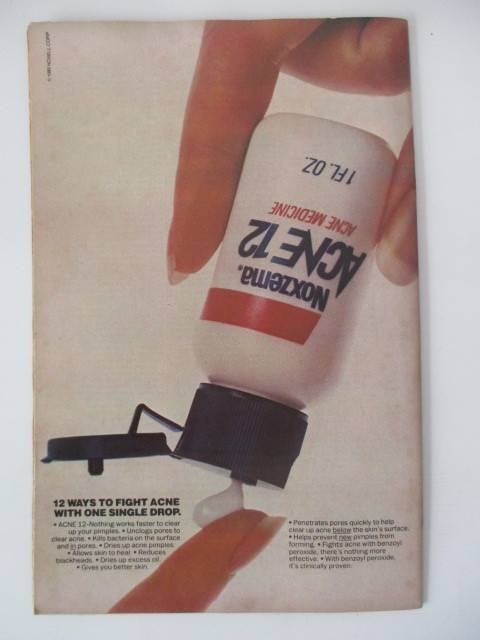 1 FL. OZ.
ACNE MEDICINE
ACNE 12
Noxzema®
12 WAYS TO FIGHT ACNE
WITH ONE SINGLE DROP.
• ACNE 12-Nothing works faster to clear
up your pimples. • Unclogs pores to
clear acne. • Kills bacteria on the surface
and in pores. • Dries up acne pimples.
• Allows skin to heal. • Reduces
blackheads. • Dries up excess oil.
• Gives you better skin.
• Penetrates pores quickly to help
clear up acne below the skin's surface.
• Helps prevent new pimples from
forming. • Fights acne with benzoyl
peroxide, there's nothing more
effective. • With benzoyl peroxide,
it's clinically proven.